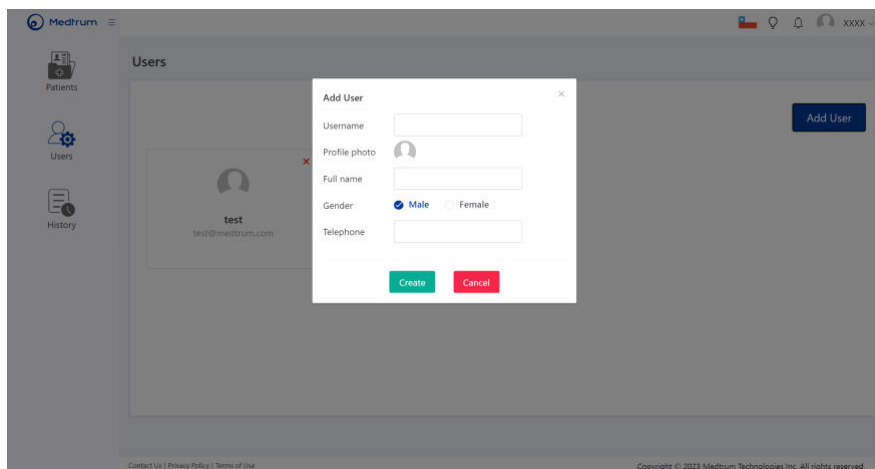 Medtrum
XXXX
Patients
Users
History
Users
Add User
test
test@medtrum.com
Add User
Username
Profile photo
Full name
Gender
Male
Female
Telephone
Create
Cancel
Contact Us | Privacy Policy | Terms of Use
Copyright © 2023 Medtrum Technologies Inc. All rights reserved.